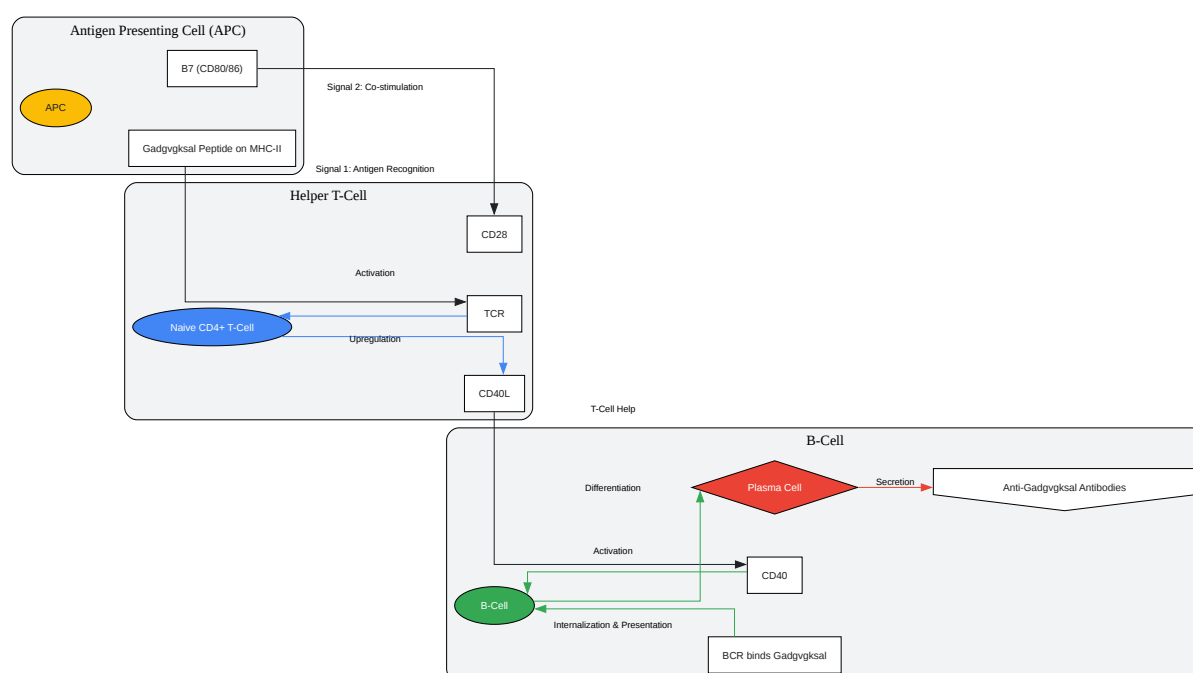 Antigen Presenting Cell (APC)
B7 (CD80/86)
Signal 2: Co-stimulation
APC
Gadgvgksal Peptide on MHC-II
Signal 1: Antigen Recognition
Helper T-Cell
CD28
Activation
TCR
Naive CD4+ T-Cell
Upregulation
CD40L
T-Cell Help
B-Cell
Differentiation
Plasma Cell
Secretion
Anti-Gadgvgksal Antibodies
Activation
CD40
B-Cell
Internalization & Presentation
BCR binds Gadgvgksal